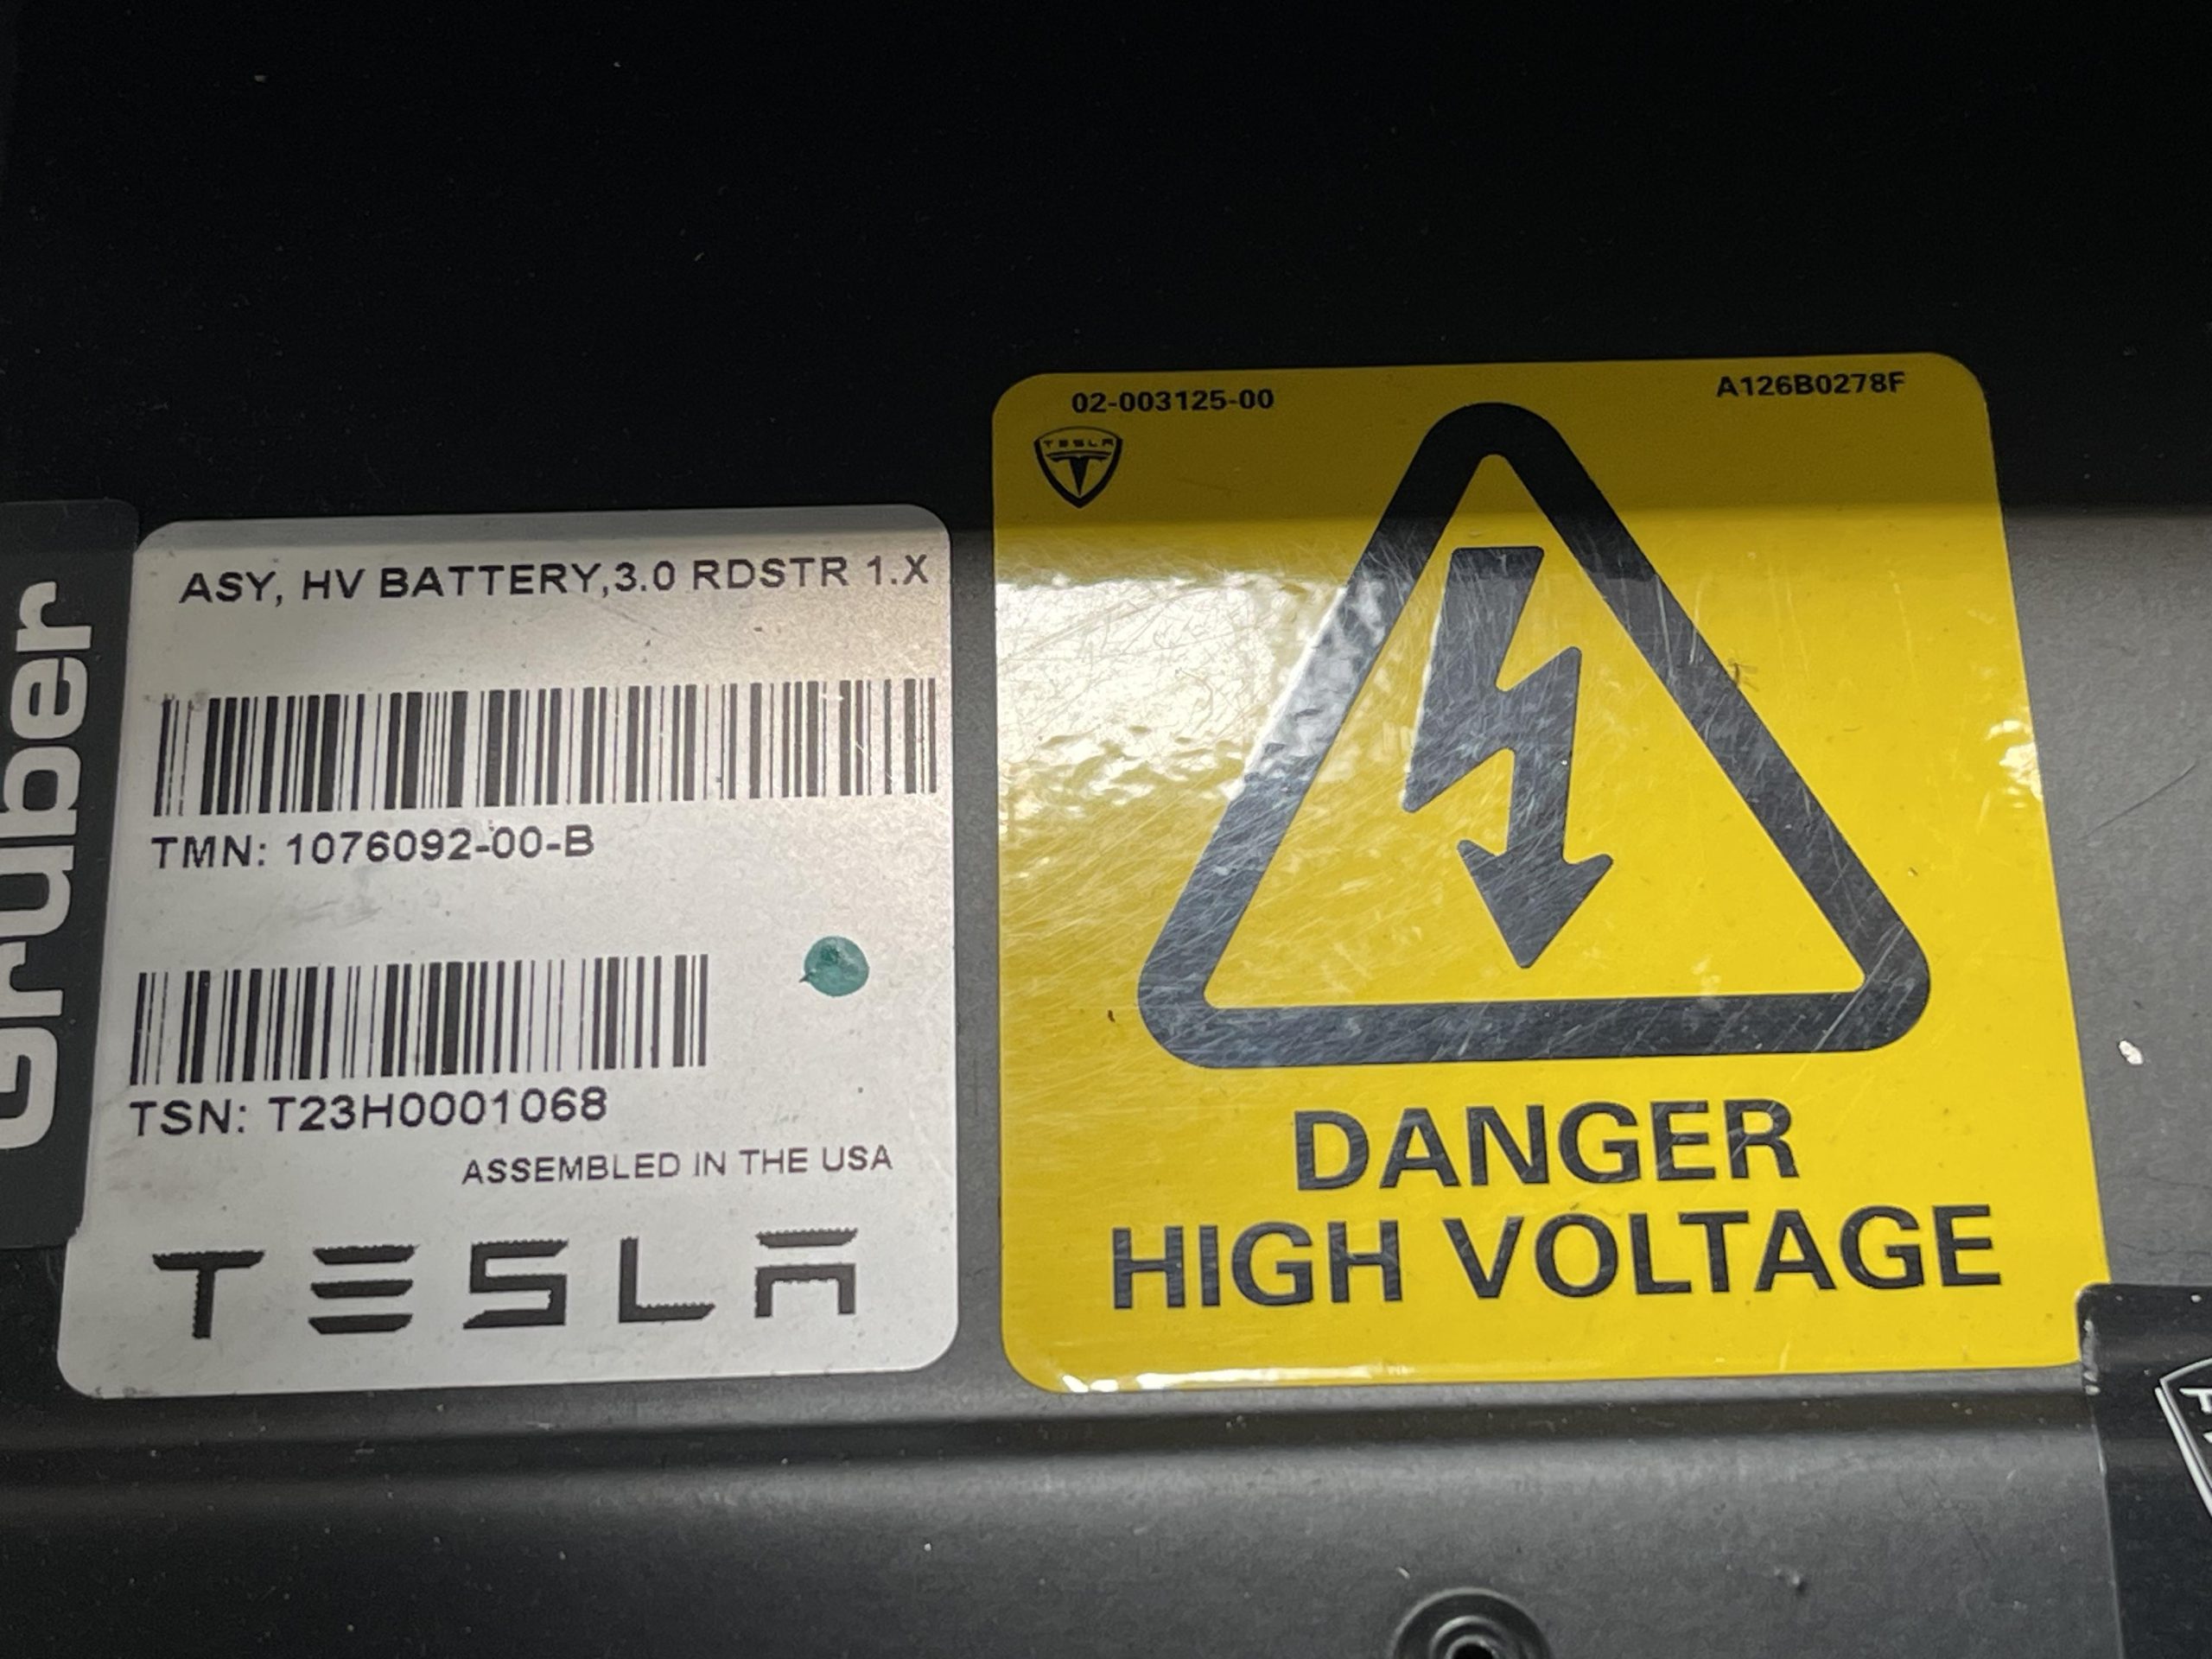 Gruber
ASY, HV BATTERY,3.0 RDSTR 1.X
TMN: 1076092-00-B
TSN: T23H0001068
ASSEMBLED IN THE USA
TESLA
02-003125-00
A126B0278F
TESLA
DANGER
HIGH VOLTAGE